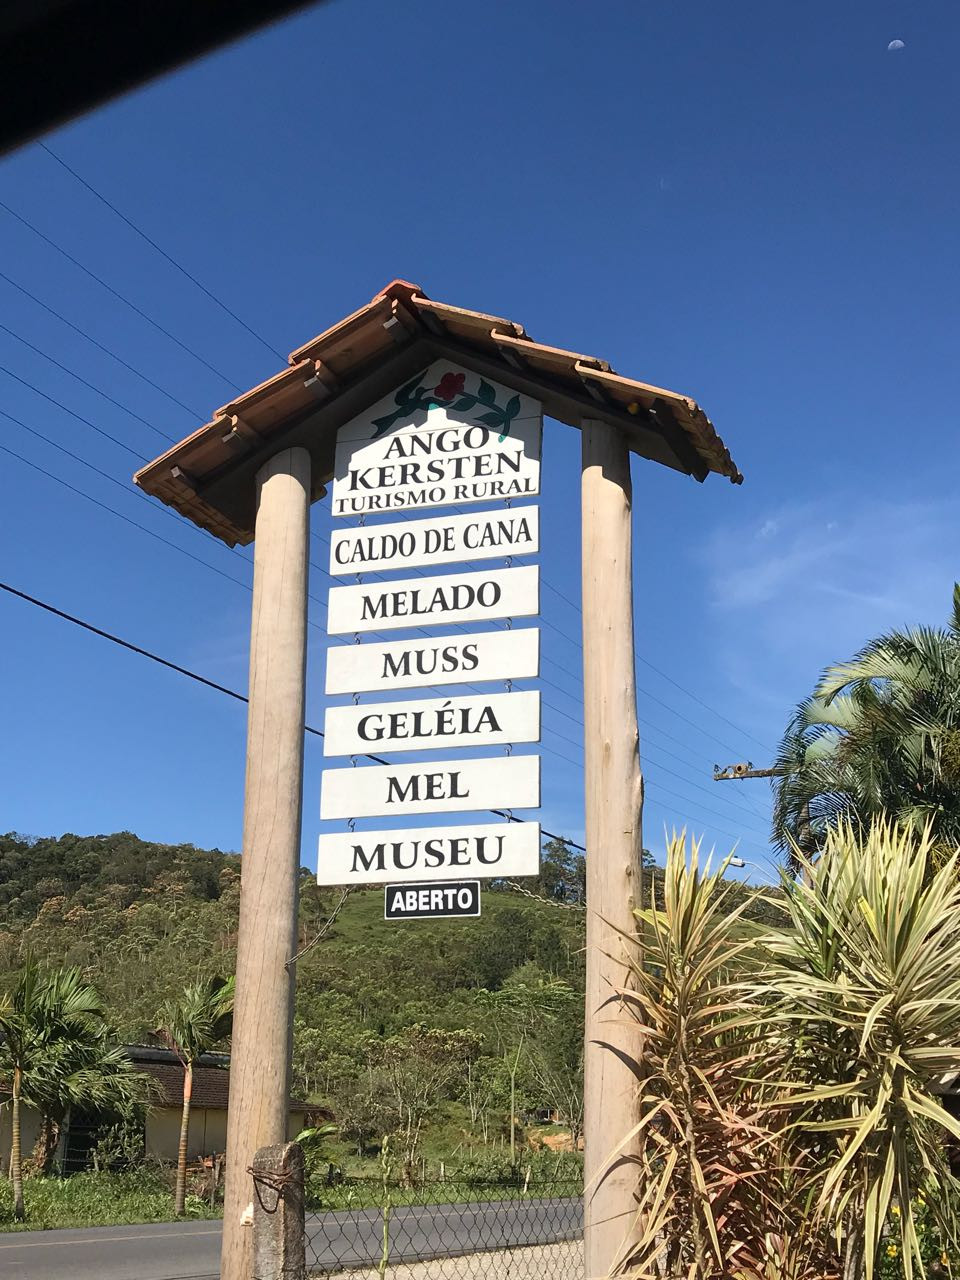 ANGO
KERSTEN
TURISMO RURAL
CALDO DE CANA
MELADO
MUSS
GELÉIA
MEL
MUSEU
ABERTO